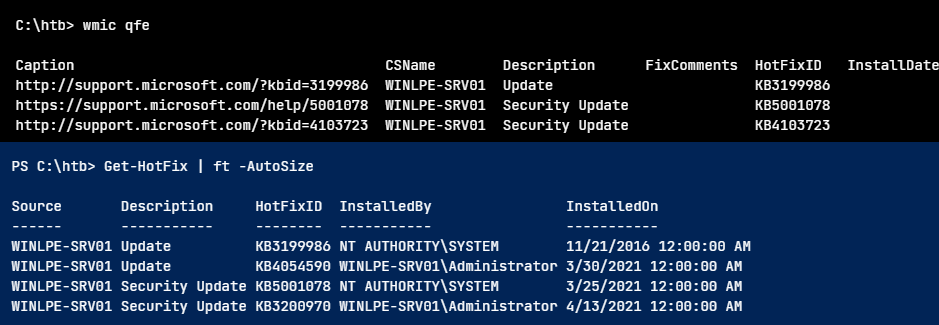 C:\htb> wmic qfe
Caption CSName Description FixComments HotFixID InstallDate
http://support.microsoft.com/?kbid=3199986 WINLPE-SRV01 Update KB3199986
https://support.microsoft.com/help/5001078 WINLPE-SRV01 Security Update KB5001078
http://support.microsoft.com/?kbid=4103723 WINLPE-SRV01 Security Update KB4103723
PS C:\htb> Get-HotFix | ft -AutoSize
Source Description HotFixID InstalledBy InstalledOn
------ ----------- -------- ----------- -----------
WINLPE-SRV01 Update KB3199986 NT AUTHORITY\SYSTEM 11/21/2016 12:00:00 AM
WINLPE-SRV01 Update KB4054590 WINLPE-SRV01\Administrator 3/30/2021 12:00:00 AM
WINLPE-SRV01 Security Update KB5001078 NT AUTHORITY\SYSTEM 3/25/2021 12:00:00 AM
WINLPE-SRV01 Security Update KB3200970 WINLPE-SRV01\Administrator 4/13/2021 12:00:00 AM